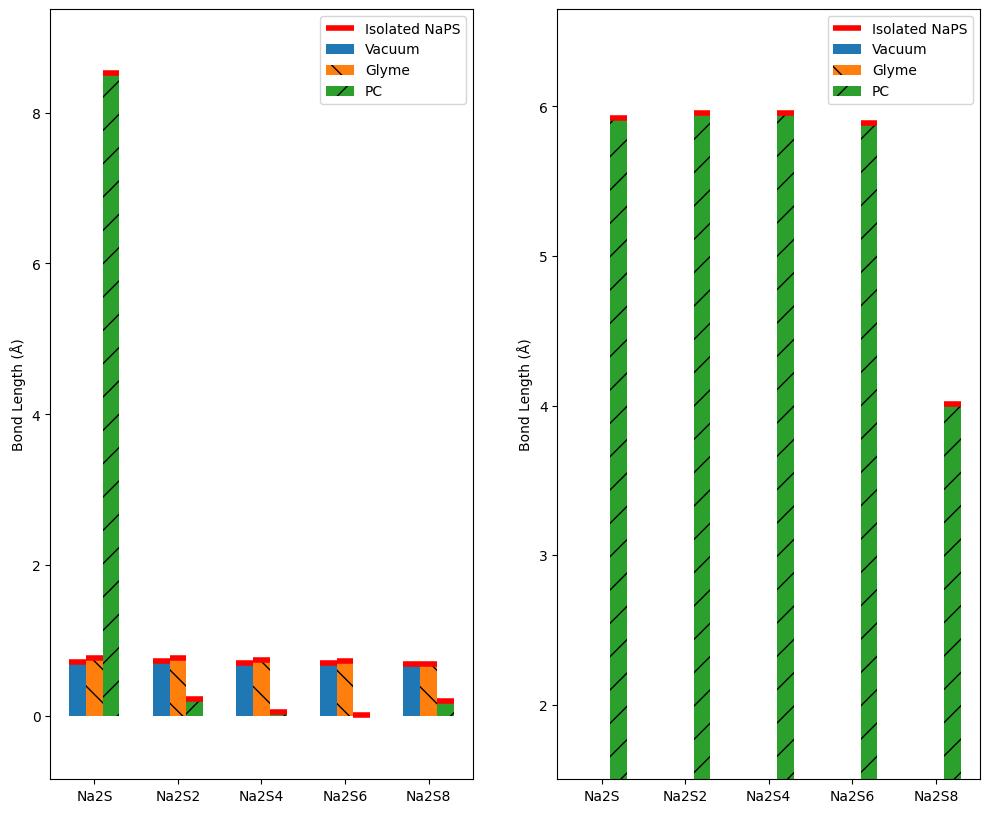 Isolated NaPS
Vacuum
Glyme
PC
Bond Length (Å)
8
6
4
2
0
Na2S Na2S2 Na2S4 Na2S6 Na2S8
Isolated NaPS
Vacuum
Glyme
PC
Bond Length (Å)
6
5
4
3
2
Na2S Na2S2 Na2S4 Na2S6 Na2S8